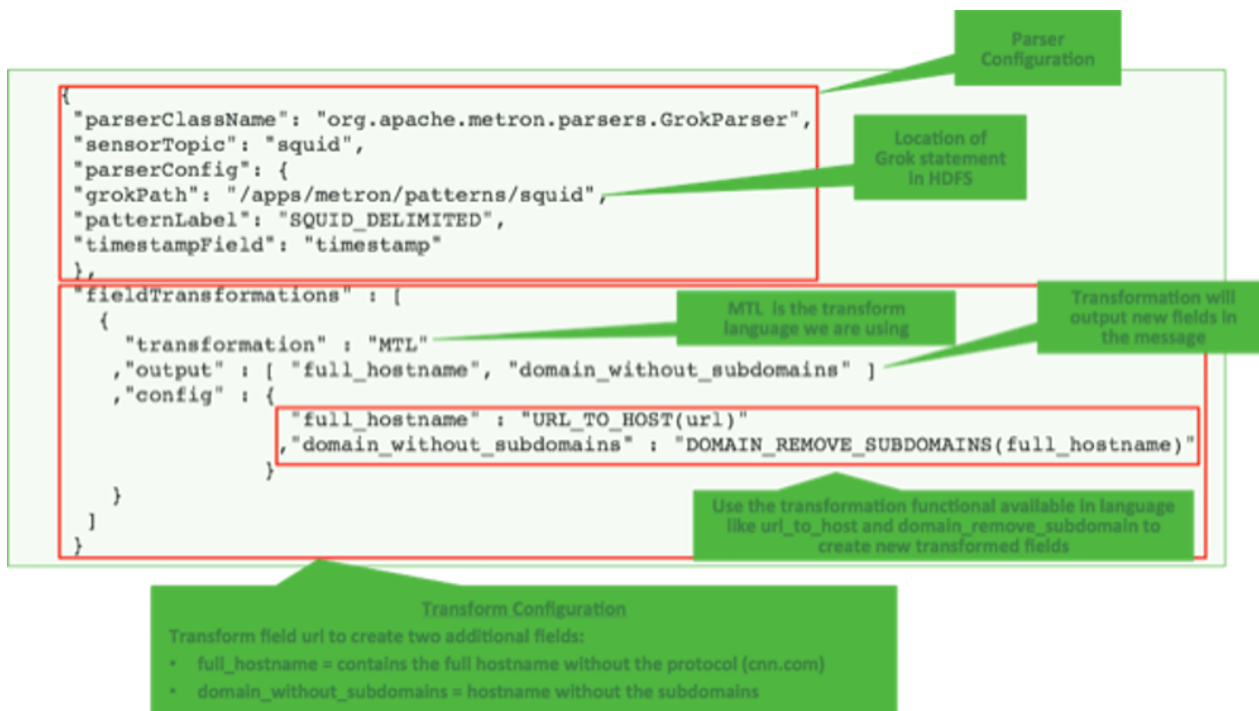 Parser
Configuration
{
"parserClassName": "org.apache.metron.parsers.GrokParser",
"sensorTopic": "squid",
"parserConfig": {
"grokPath": "/apps/metron/patterns/squid",
"patternLabel": "SQUID_DELIMITED",
"timestampField": "timestamp"
},
Location of
Grok statement
in HDFS
"fieldTransformations" : [
{
"transformation" : "MTL"
,"output" : [ "full_hostname", "domain_without_subdomains" ]
,"config" : {
"full_hostname" : "URL_TO_HOST(url)"
,"domain_without_subdomains" : "DOMAIN_REMOVE_SUBDOMAINS(full_hostname)"
}
}
]
}
MTL is the transform
language we are using
Transformation will
output new fields in
the message
Use the transformation functional available in language
like url_to_host and domain_remove_subdomain to
create new transformed fields
Transform Configuration
Transform field url to create two additional fields:
• full_hostname = contains the full hostname without the protocol (cnn.com)
• domain_without_subdomains = hostname without the subdomains